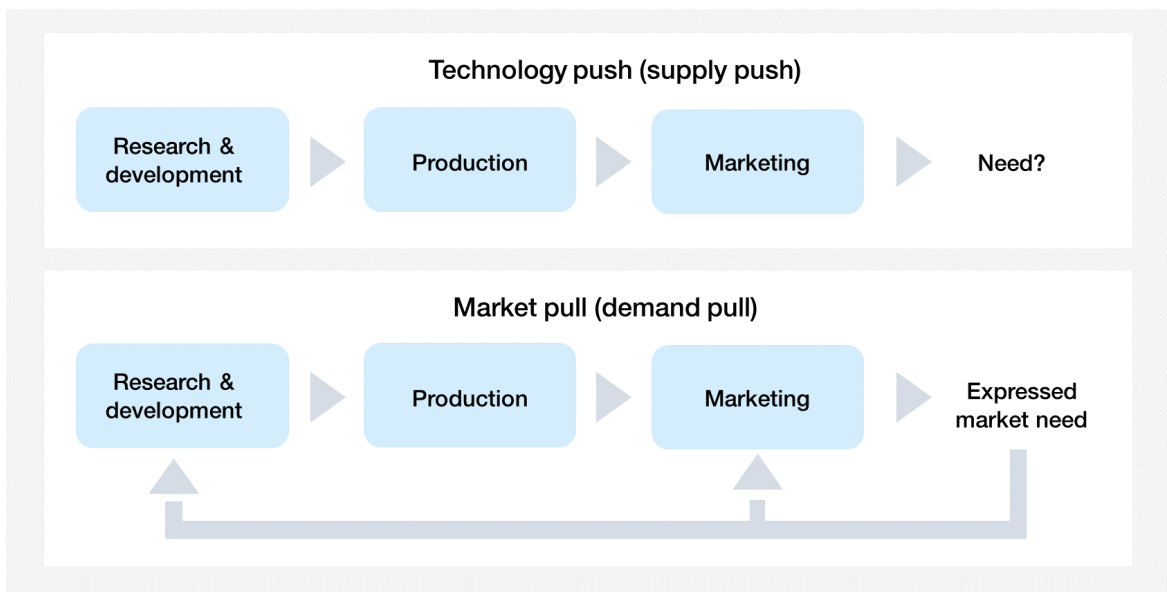 Technology push (supply push)
Research &
development
Production
Marketing
Need?
Market pull (demand pull)
Research &
development
Production
Marketing
Expressed
market need